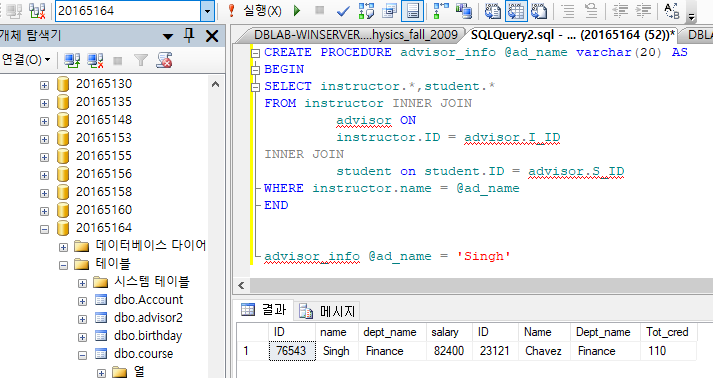 20165164
실행(X)
개체 탐색기
연결(O)
20165130
20165135
20165148
20165153
20165155
20165156
20165158
20165160
20165164
데이터베이스 다이어
테이블
시스템 테이블
dbo.Account
dbo.advisor2
dbo.birthday
dbo.course
열
DBLAB-WINSERVER....hysics_fall_2009
SQLQuery2.sql - ... (20165164 (52))*
DBLA
CREATE PROCEDURE advisor_info @ad_name varchar(20) AS
BEGIN
SELECT instructor.*,student.*
FROM instructor INNER JOIN
advisor ON
instructor.ID = advisor.I_ID
INNER JOIN
student on student.ID = advisor.S_ID
WHERE instructor.name = @ad_name
END
advisor_info @ad_name = 'Singh'
결과 메시지
ID name dept_name salary ID Name Dept_name Tot_cred
1 76543 Singh Finance 82400 23121 Chavez Finance 110